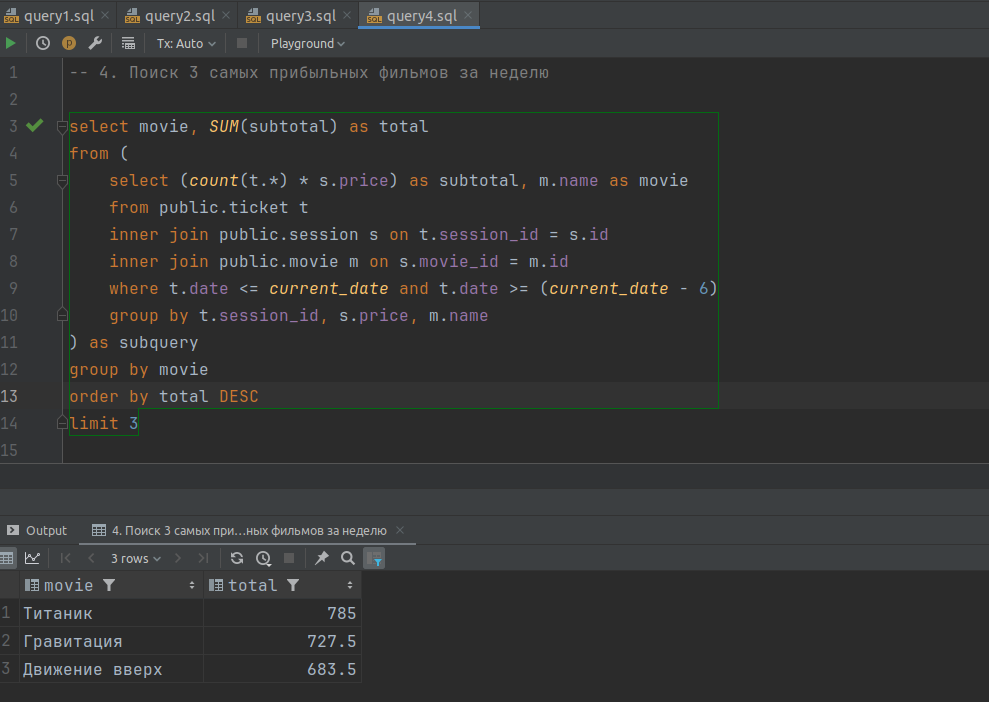 query1.sql query2.sql query3.sql query4.sql
Tx: Auto Playground
1 -- 4. Поиск 3 самых прибыльных фильмов за неделю
2
3 select movie, SUM(subtotal) as total
4 from (
5 select (count(t.*) * s.price) as subtotal, m.name as movie
6 from public.ticket t
7 inner join public.session s on t.session_id = s.id
8 inner join public.movie m on s.movie_id = m.id
9 where t.date <= current_date and t.date >= (current_date - 6)
10 group by t.session_id, s.price, m.name
11 ) as subquery
12 group by movie
13 order by total DESC
14 limit 3
15
Output 4. Поиск 3 самых при...ных фильмов за неделю
3 rows
movie total
1 Титаник 785
2 Гравитация 727.5
3 Движение вверх 683.5